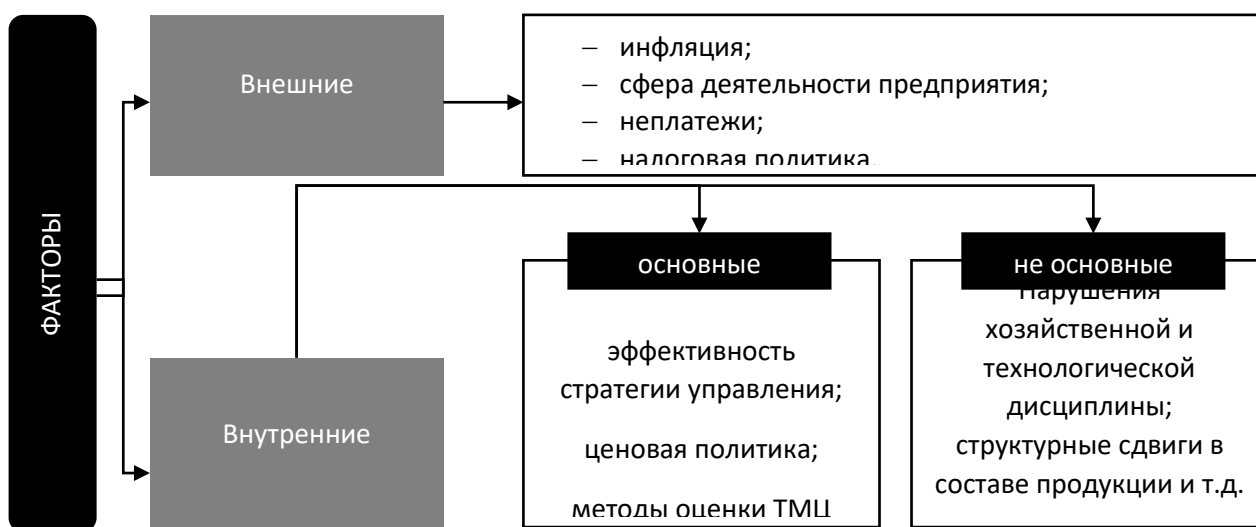 ФАКТОРЫ
Внешние
– инфляция;
– сфера деятельности предприятия;
– неплатежи;
– налоговая политика.
Внутренние
основные
эффективность
стратегии управления;
ценовая политика;
методы оценки ТМЦ
не основные
Нарушения
хозяйственной и
технологической
дисциплины;
структурные сдвиги в
составе продукции и т.д.